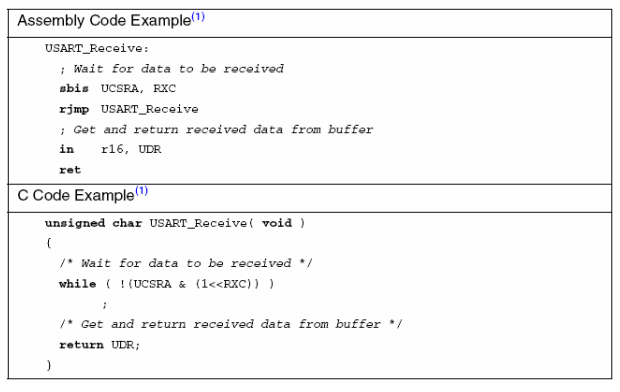 Assembly Code Example(1)
USART_Receive:
; Wait for data to be received
sbis UCSRA, RXC
rjmp USART_Receive
; Get and return received data from buffer
in r16, UDR
ret
C Code Example(1)
unsigned char USART_Receive( void )
{
/* Wait for data to be received */
while ( !(UCSRA & (1<<RXC)) )
;
/* Get and return received data from buffer */
return UDR;
}